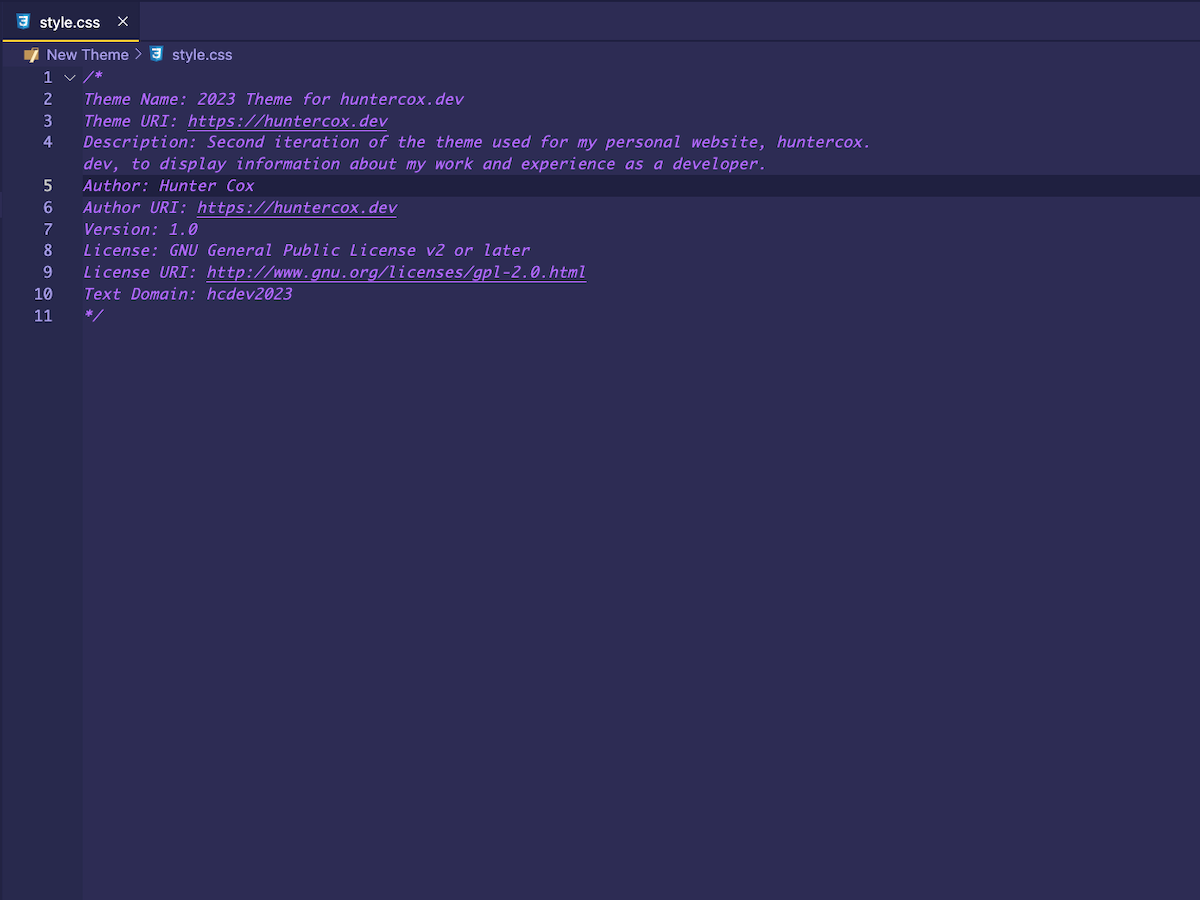 style.css
New Theme > style.css
1 /*
2 Theme Name: 2023 Theme for huntercox.dev
3 Theme URI: https://huntercox.dev
4 Description: Second iteration of the theme used for my personal website, huntercox.
dev, to display information about my work and experience as a developer.
5 Author: Hunter Cox
6 Author URI: https://huntercox.dev
7 Version: 1.0
8 License: GNU General Public License v2 or later
9 License URI: http://www.gnu.org/licenses/gpl-2.0.html
10 Text Domain: hcdev2023
11 */